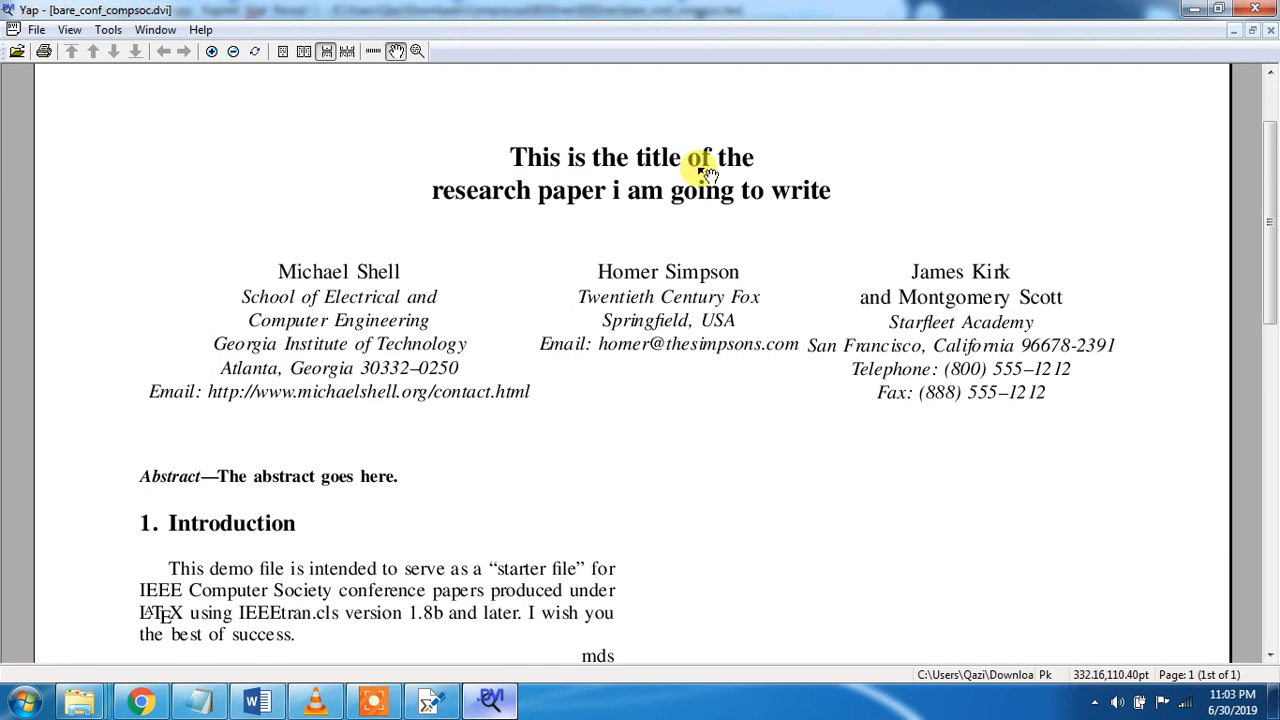 Yap - [bare_conf_compsoc.dvi]
File View Tools Window Help
This is the title of the
research paper i am going to write
Michael Shell
School of Electrical and
Computer Engineering
Georgia Institute of Technology
Atlanta, Georgia 30332–0250
Email: http://www.michaelshell.org/contact.html
Homer Simpson
Twentieth Century Fox
Springfield, USA
Email: homer@thesimpsons.com
James Kirk
and Montgomery Scott
Starfleet Academy
San Francisco, California 96678-2391
Telephone: (800) 555–1212
Fax: (888) 555–1212
Abstract—The abstract goes here.
1. Introduction
This demo file is intended to serve as a “starter file” for
IEEE Computer Society conference papers produced under
LATEX using IEEEtran.cls version 1.8b and later. I wish you
the best of success.
mds
C:\Users\Qazi\Downloa Pk 332.16,110.40pt Page: 1 (1st of 1)
11:03 PM
6/30/2019